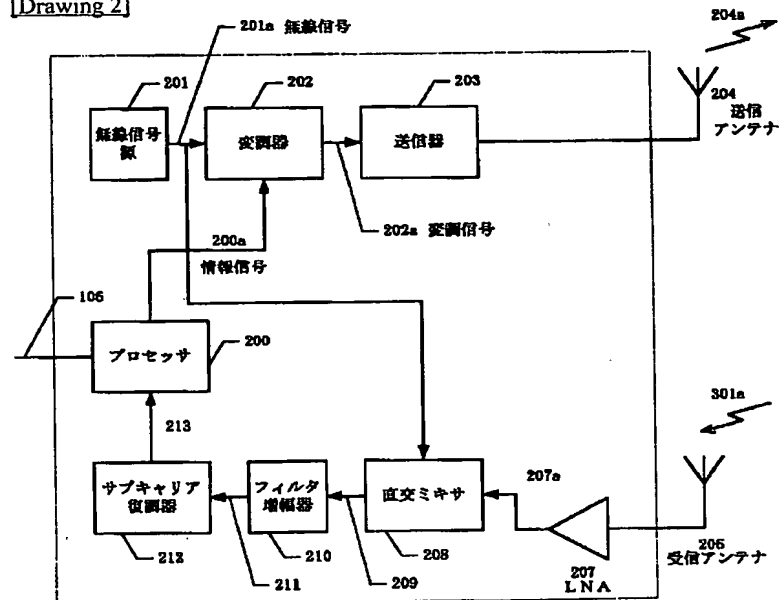 [Drawing 2]
201a 無線信号
204a
201
202
203
無線信号
源
変調器
送信器
204
送信
アンテナ
202a 変調信号
200a
情報信号
106
プロセッサ
200
213
301a
サブキャリア
復調器
フィルタ
増幅器
直交ミキサ
207a
212
211
210
209
208
207
LNA
206
受信アンテナ